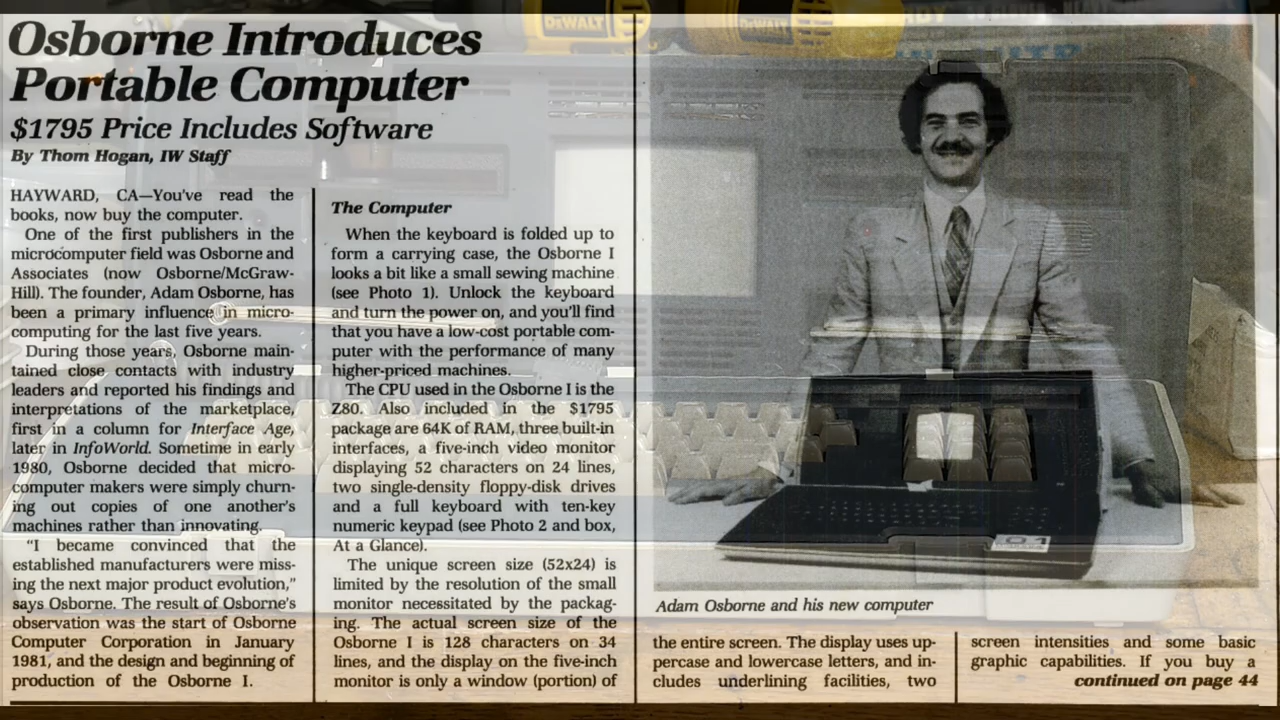 DEWALT
DEWALT
Osborne Introduces
Portable Computer
$1795 Price Includes Software
By Thom Hogan, IW Staff
HAYWARD, CA—You've read the
books, now buy the computer.
One of the first publishers in the
microcomputer field was Osborne and
Associates (now Osborne/McGraw-
Hill). The founder, Adam Osborne, has
been a primary influence in micro-
computing for the last five years.
During those years, Osborne main-
tained close contacts with industry
leaders and reported his findings and
interpretations of the marketplace,
first in a column for Interface Age,
later in InfoWorld. Sometime in early
1980, Osborne decided that micro-
computer makers were simply churn-
ing out copies of one another's
machines rather than innovating.
"I became convinced that the
established manufacturers were miss-
ing the next major product evolution,"
says Osborne. The result of Osborne's
observation was the start of Osborne
Computer Corporation in January
1981, and the design and beginning of
production of the Osborne I.
The Computer
When the keyboard is folded up to
form a carrying case, the Osborne I
looks a bit like a small sewing machine
(see Photo 1). Unlock the keyboard
and turn the power on, and you'll find
that you have a low-cost portable com-
puter with the performance of many
higher-priced machines.
The CPU used in the Osborne I is the
Z80. Also included in the $1795
package are 64K of RAM, three built-in
interfaces, a five-inch video monitor
displaying 52 characters on 24 lines,
two single-density floppy-disk drives
and a full keyboard with ten-key
numeric keypad (see Photo 2 and box,
At a Glance).
The unique screen size (52x24) is
limited by the resolution of the small
monitor necessitated by the packag-
ing. The actual screen size of the
Osborne I is 128 characters on 34
lines, and the display on the five-inch
monitor is only a window (portion) of
Adam Osborne and his new computer
the entire screen. The display uses up-
percase and lowercase letters, and in-
cludes underlining facilities, two
screen intensities and some basic
graphic capabilities. If you buy a
continued on page 44